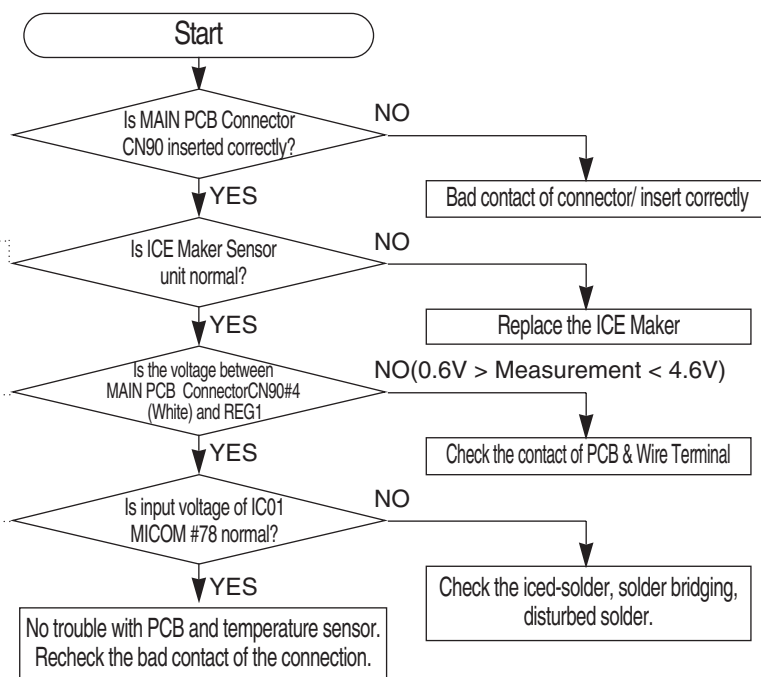 Start
Is MAIN PCB Connector
CN90 inserted correctly?
NO
Bad contact of connector/ insert correctly
YES
Is ICE Maker Sensor
unit normal?
NO
Replace the ICE Maker
YES
Is the voltage between
MAIN PCB ConnectorCN90#4
(White) and REG1
NO(0.6V > Measurement < 4.6V)
Check the contact of PCB & Wire Terminal
YES
Is input voltage of IC01
MICOM #78 normal?
NO
Check the iced-solder, solder bridging,
disturbed solder.
YES
No trouble with PCB and temperature sensor.
Recheck the bad contact of the connection.